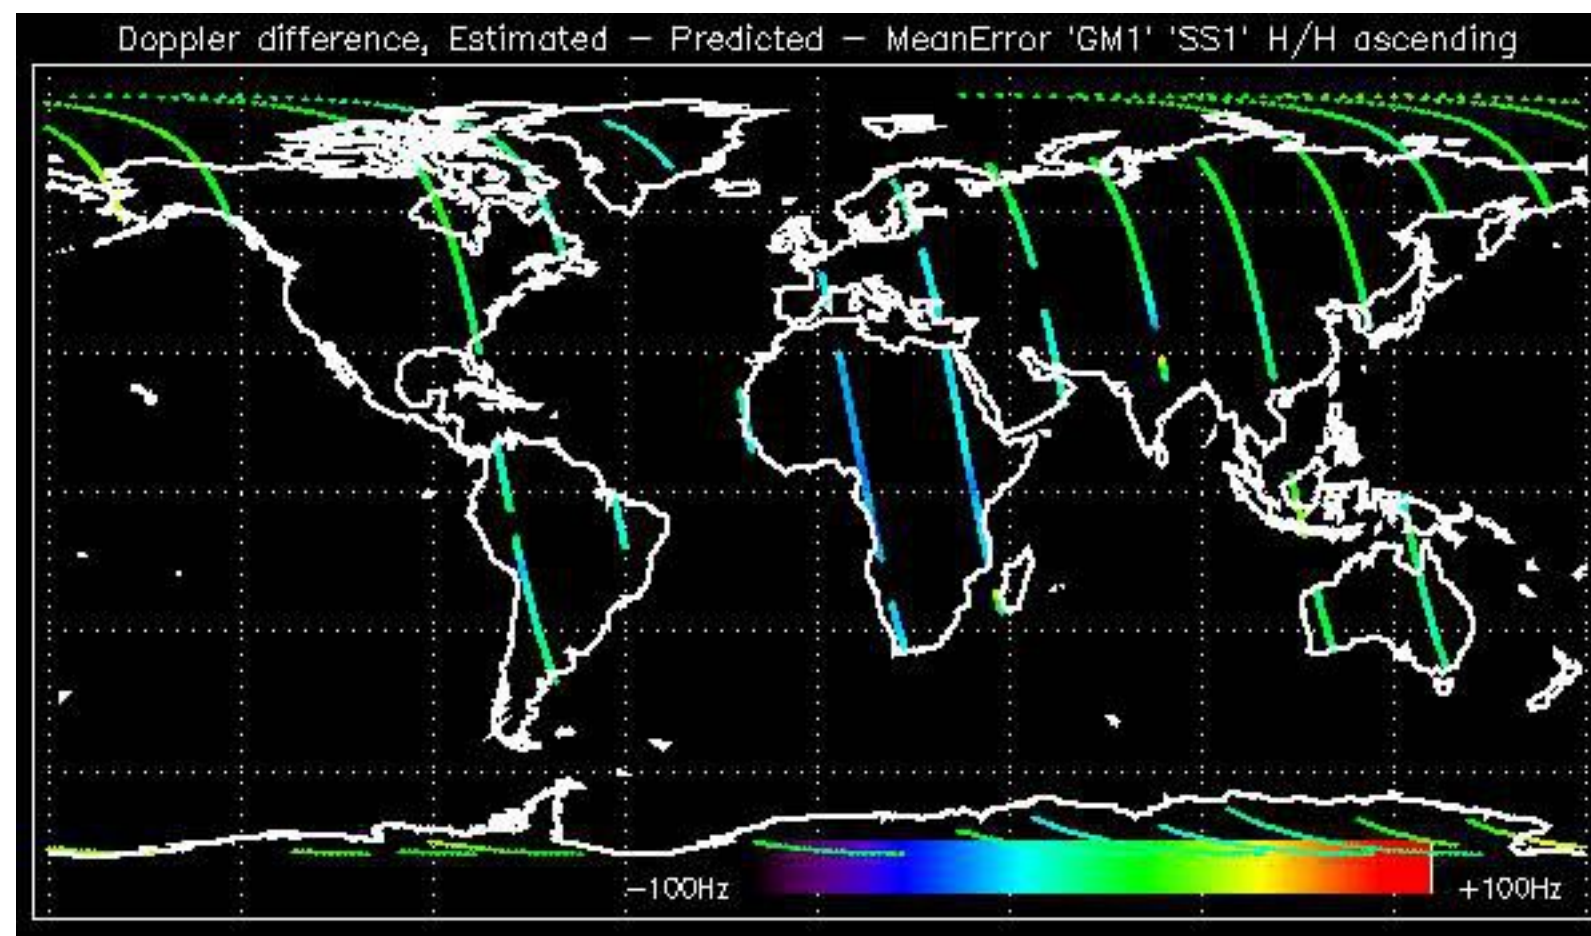 Doppler difference, Estimated – Predicted – MeanError 'GM1' 'SS1' H/H ascending
–100Hz
+100Hz